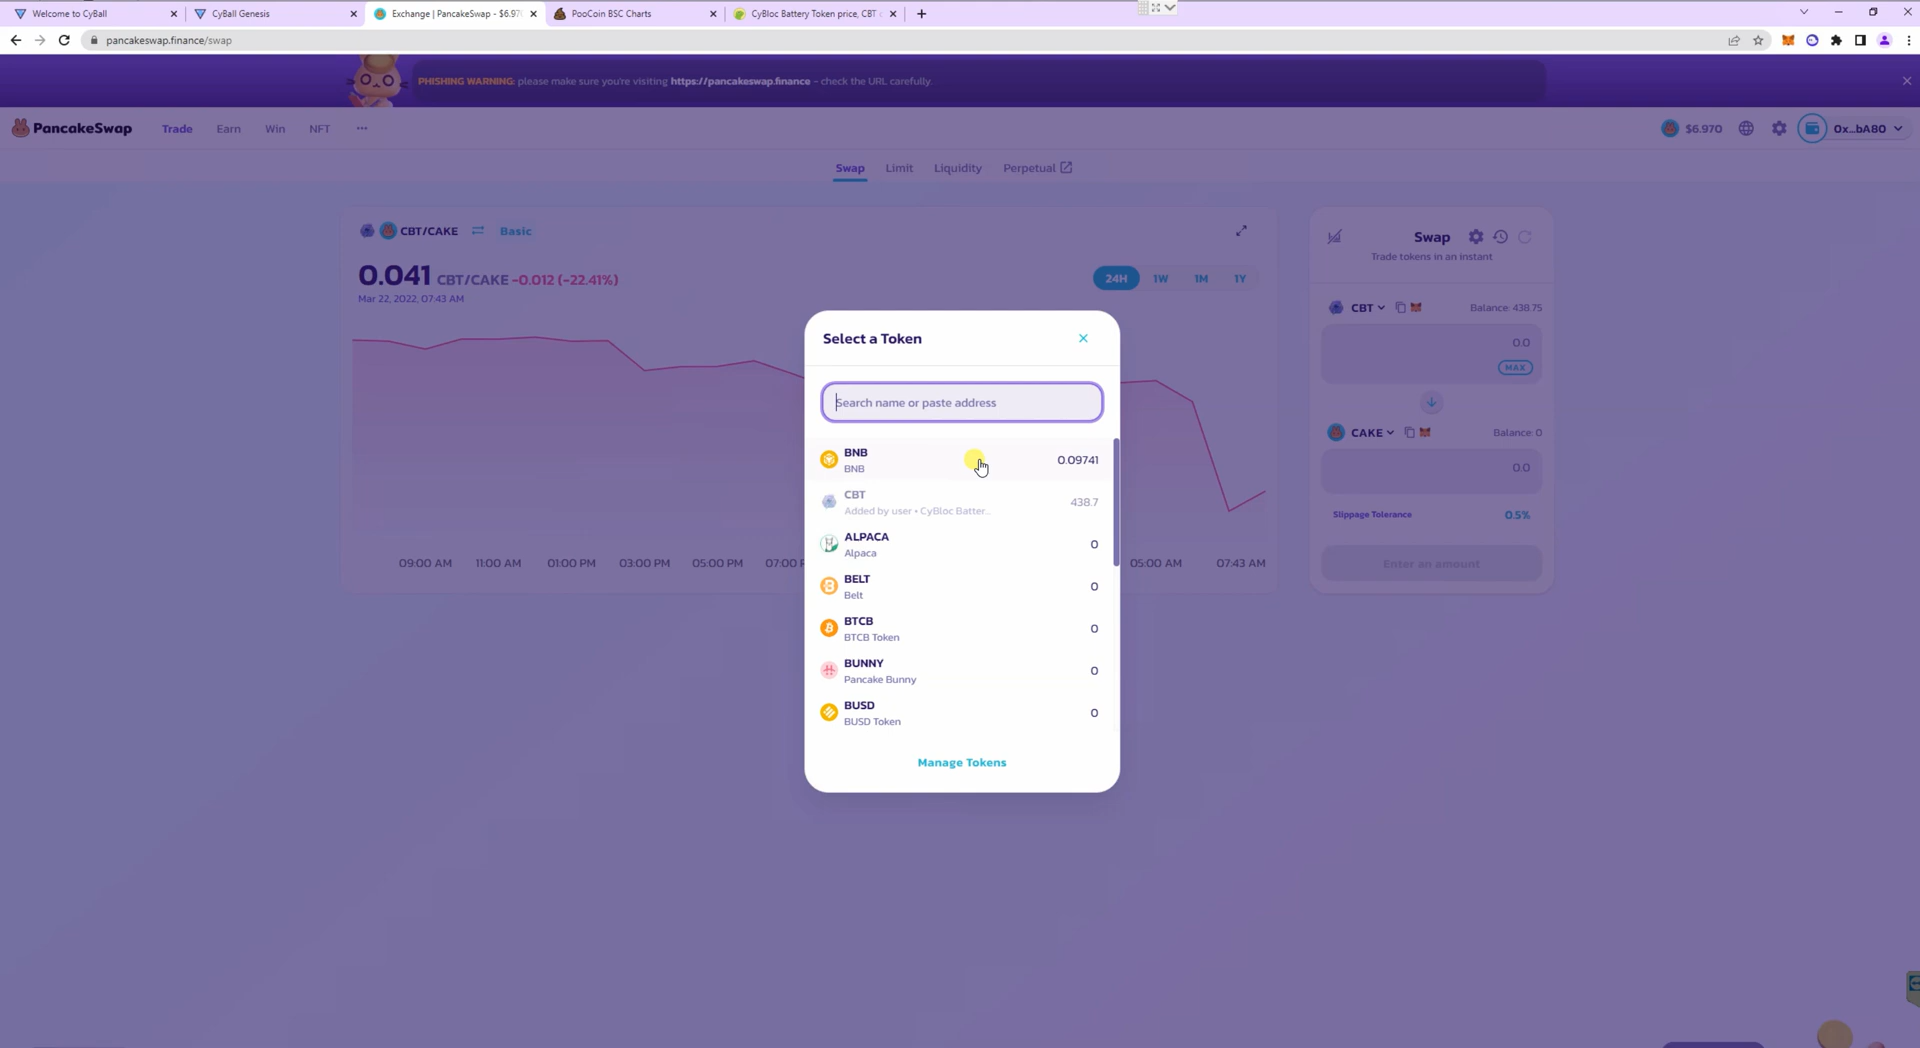 Welcome to CyBall
CyBall Genesis
Exchange | PancakeSwap - $6.97
PooCoin BSC Charts
CyBloc Battery Token price, CBT
pancakeswap.finance/swap
PHISHING WARNING: please make sure you're visiting https://pancakeswap.finance - check the URL carefully.
PancakeSwap
Trade
Earn
Win
NFT
$6.970
0x...bA80
Swap
Limit
Liquidity
Perpetual
CBT/CAKE
Basic
0.041 CBT/CAKE -0.012 (-22.41%)
Mar 22, 2022, 07:43 AM
24H
1W
1M
1Y
09:00 AM
11:00 AM
01:00 PM
03:00 PM
05:00 PM
07:00
05:00 AM
07:43 AM
Select a Token
Search name or paste address
BNB
BNB
0.09741
CBT
Added by user • CyBloc Batter...
438.7
ALPACA
Alpaca
0
BELT
Belt
0
BTCB
BTCB Token
0
BUNNY
Pancake Bunny
0
BUSD
BUSD Token
0
Manage Tokens
Swap
Trade tokens in an instant
CBT
Balance: 438.75
0.0
MAX
CAKE
Balance: 0
0.0
Slippage Tolerance
0.5%
Enter an amount